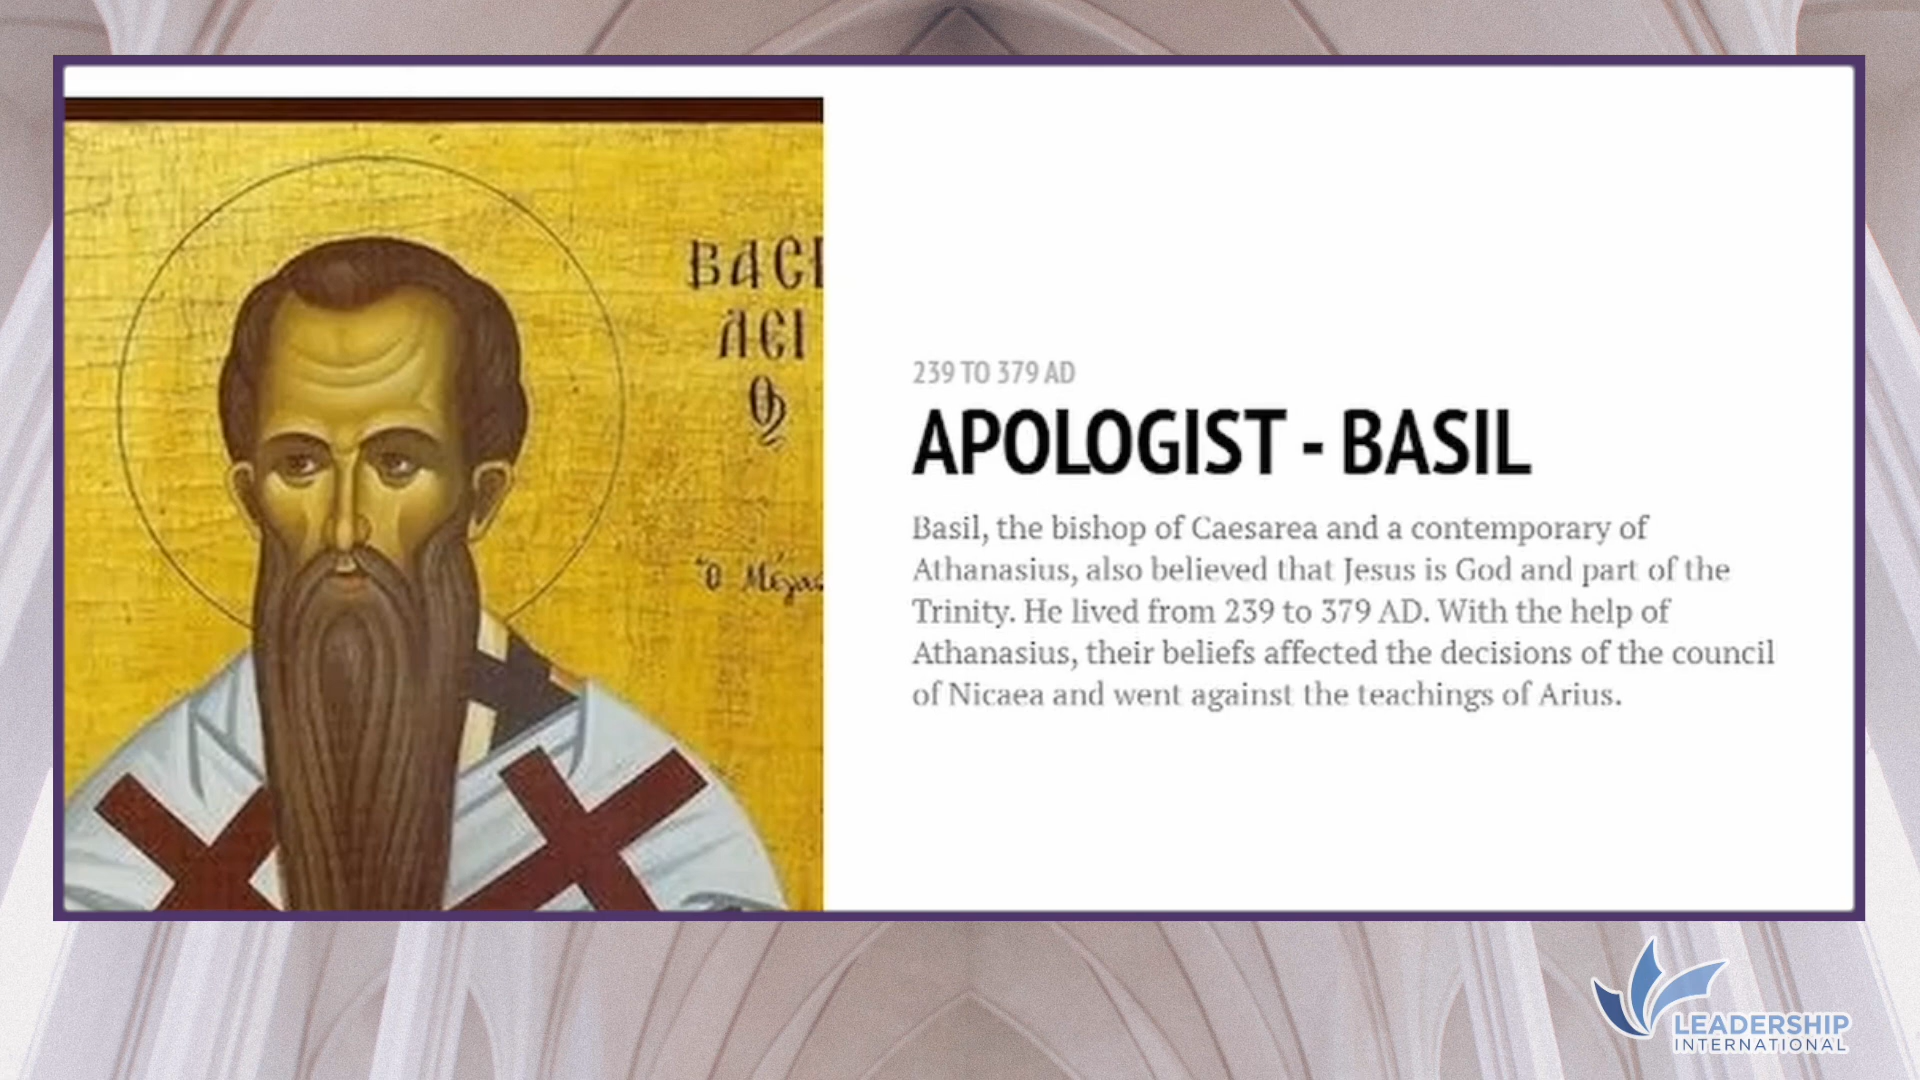 ΒΑСΙ
ΛЄΙ
Ο
ὁ Μέγας
239 TO 379 AD
APOLOGIST - BASIL
Basil, the bishop of Caesarea and a contemporary of
Athanasius, also believed that Jesus is God and part of the
Trinity. He lived from 239 to 379 AD. With the help of
Athanasius, their beliefs affected the decisions of the council
of Nicaea and went against the teachings of Arius.
LEADERSHIP
INTERNATIONAL